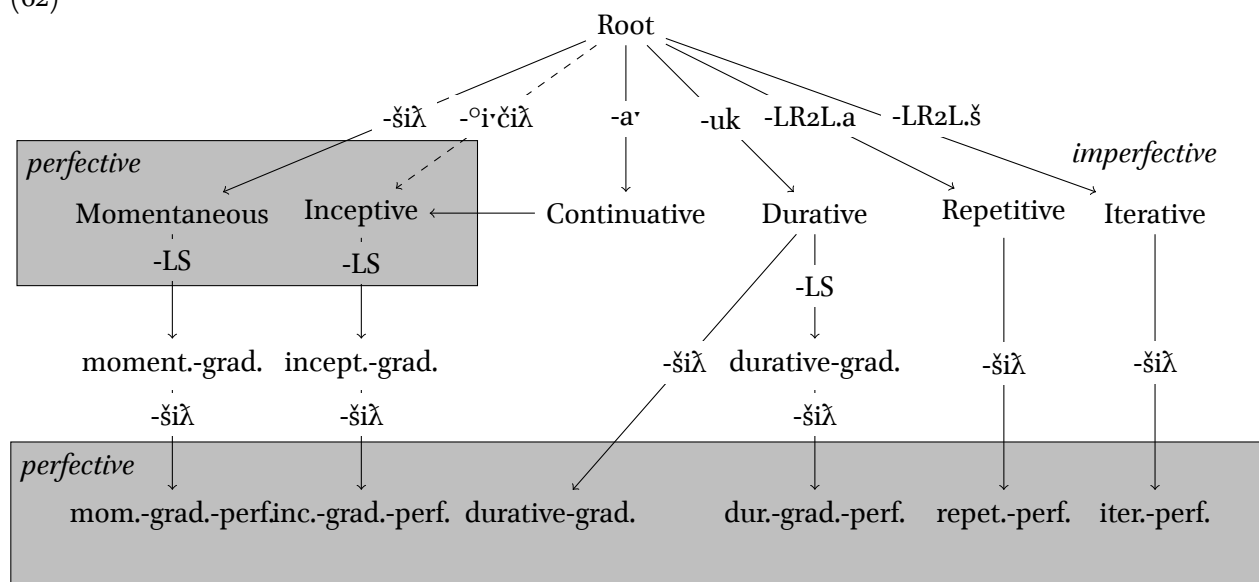 (62)
Root
-šiƛ -°iˑčiƛ -aˑ -uk -LR2L.a -LR2L.š
perfective imperfective
Momentaneous Inceptive Continuative Durative Repetitive Iterative
-LS -LS
-LS
moment.-grad. incept.-grad. -šiƛ durative-grad. -šiƛ -šiƛ
-šiƛ -šiƛ -šiƛ
perfective
mom.-grad.-perf. inc.-grad.-perf. durative-grad. dur.-grad.-perf. repet.-perf. iter.-perf.